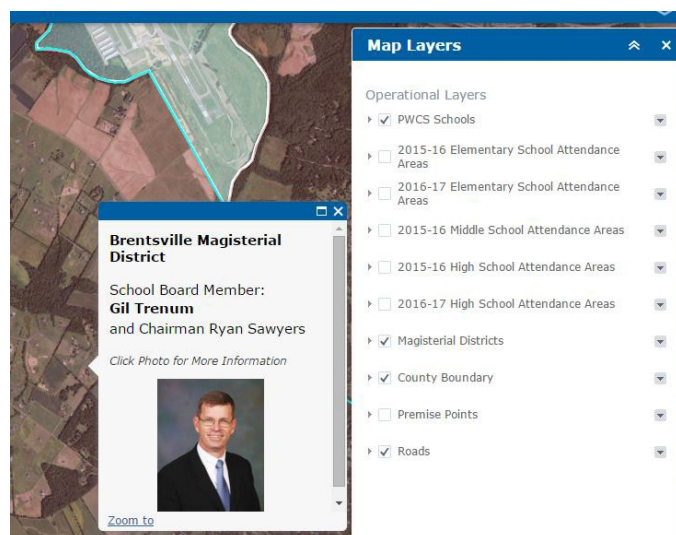 Map Layers
Operational Layers
PWCS Schools
2015-16 Elementary School Attendance
Areas
2016-17 Elementary School Attendance
Areas
2015-16 Middle School Attendance Areas
2015-16 High School Attendance Areas
2016-17 High School Attendance Areas
Magisterial Districts
County Boundary
Premise Points
Roads
Brentsville Magisterial
District
School Board Member:
Gil Trenum
and Chairman Ryan Sawyers
Click Photo for More Information
Zoom to